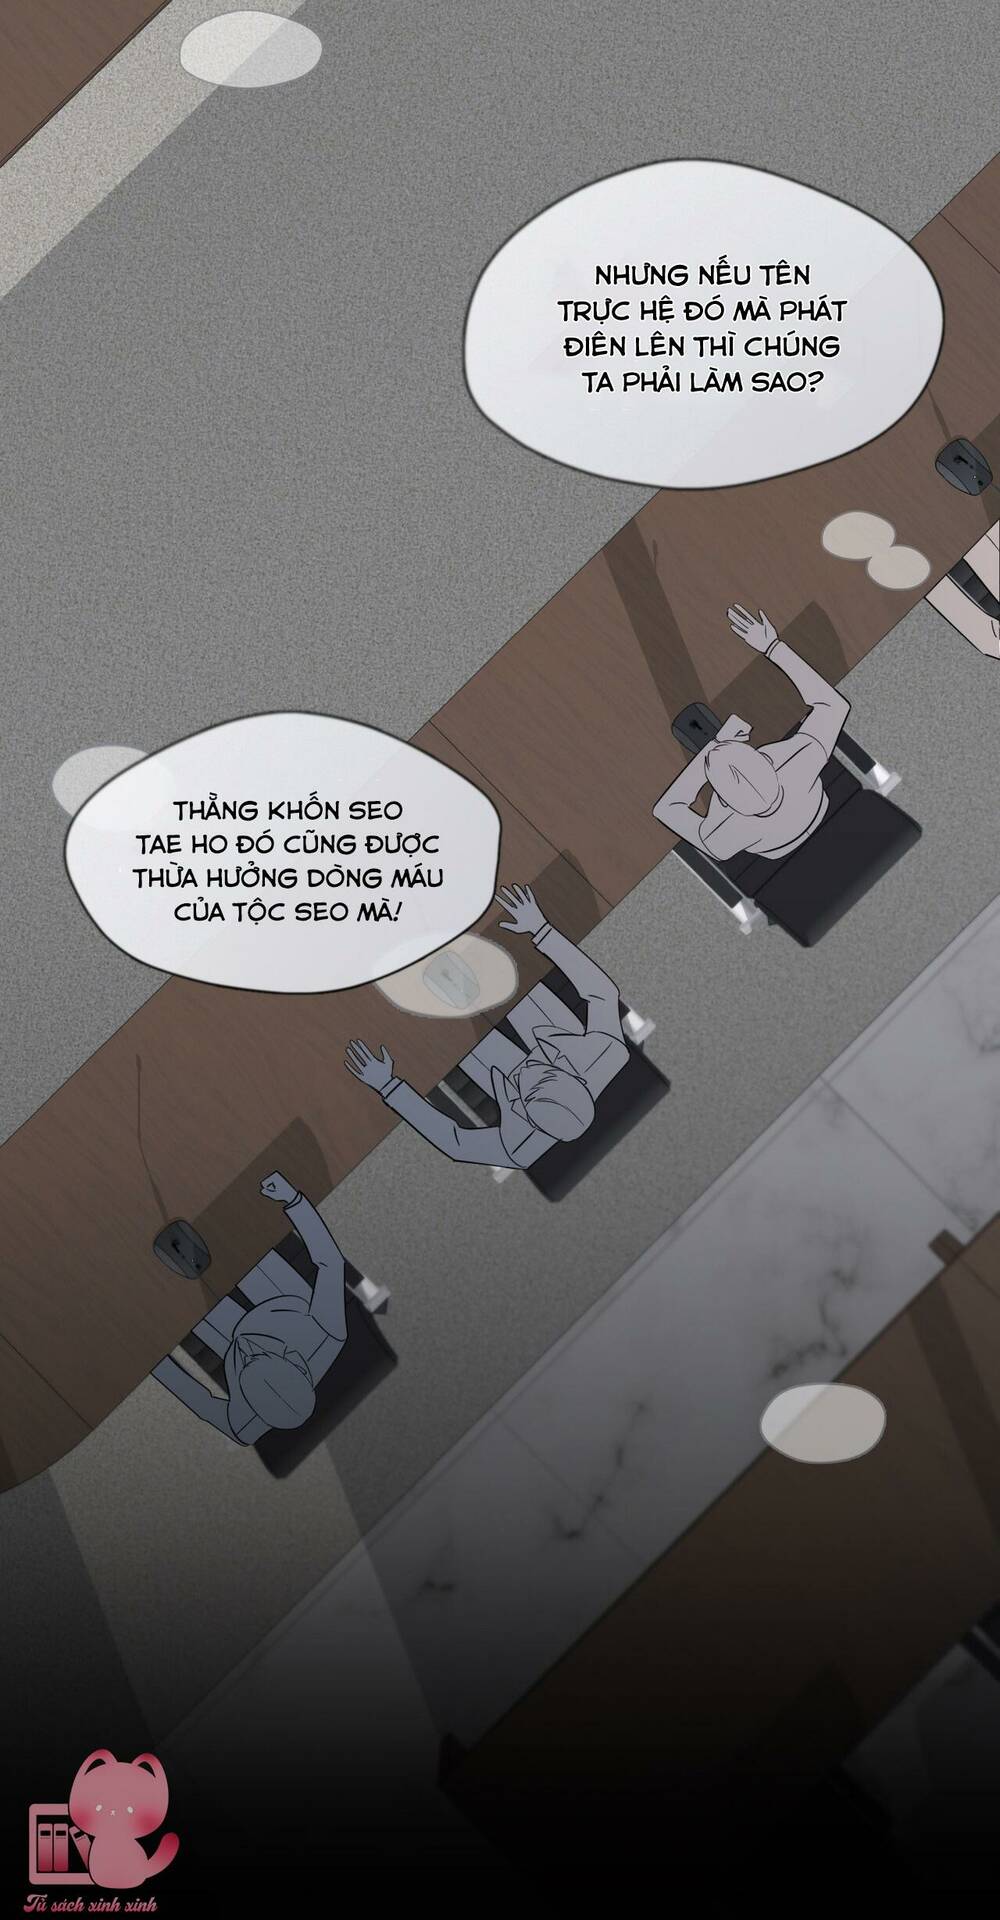 NHƯNG NẾU TÊN
TRỰC HỆ ĐÓ MÀ PHÁT
ĐIÊN LÊN THÌ CHÚNG
TA PHẢI LÀM SAO?
THẰNG KHỐN SEO
TAE HO ĐÓ CŨNG ĐƯỢC
THỪA HƯỞNG DÒNG MÁU
CỦA TỘC SEO MÀ!
Tủ sách xinh xinh